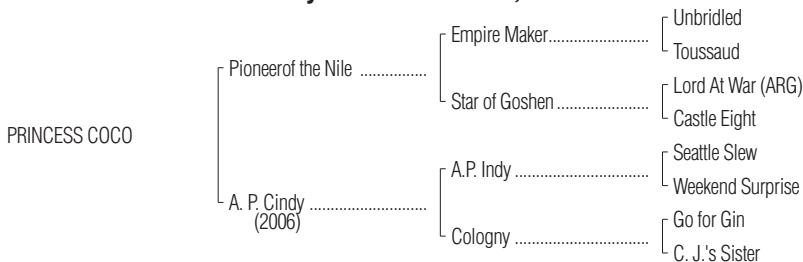 Unbridled
Empire Maker
Toussaud
Pioneerof the Nile
Lord At War (ARG)
Star of Goshen
Castle Eight
PRINCESS COCO
Seattle Slew
A.P. Indy
Weekend Surprise
A. P. Cindy
(2006)
Go for Gin
Cologny
C. J.'s Sister